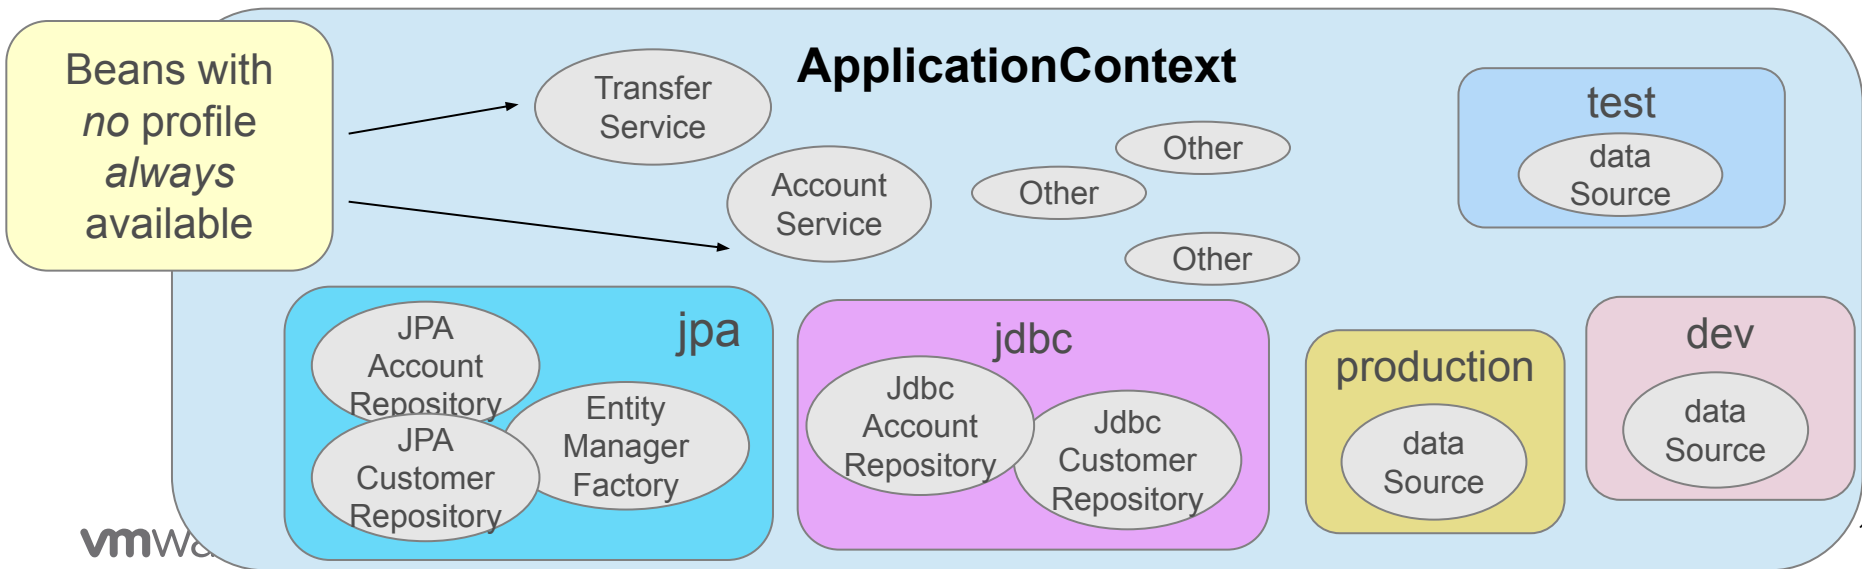 Beans with
no profile
always
available
ApplicationContext
Transfer
Service
Account
Service
Other
Other
Other
test
data
Source
jpa
JPA
Account
Repository
JPA
Customer
Repository
Entity
Manager
Factory
jdbc
Jdbc
Account
Repository
Jdbc
Customer
Repository
production
data
Source
dev
data
Source